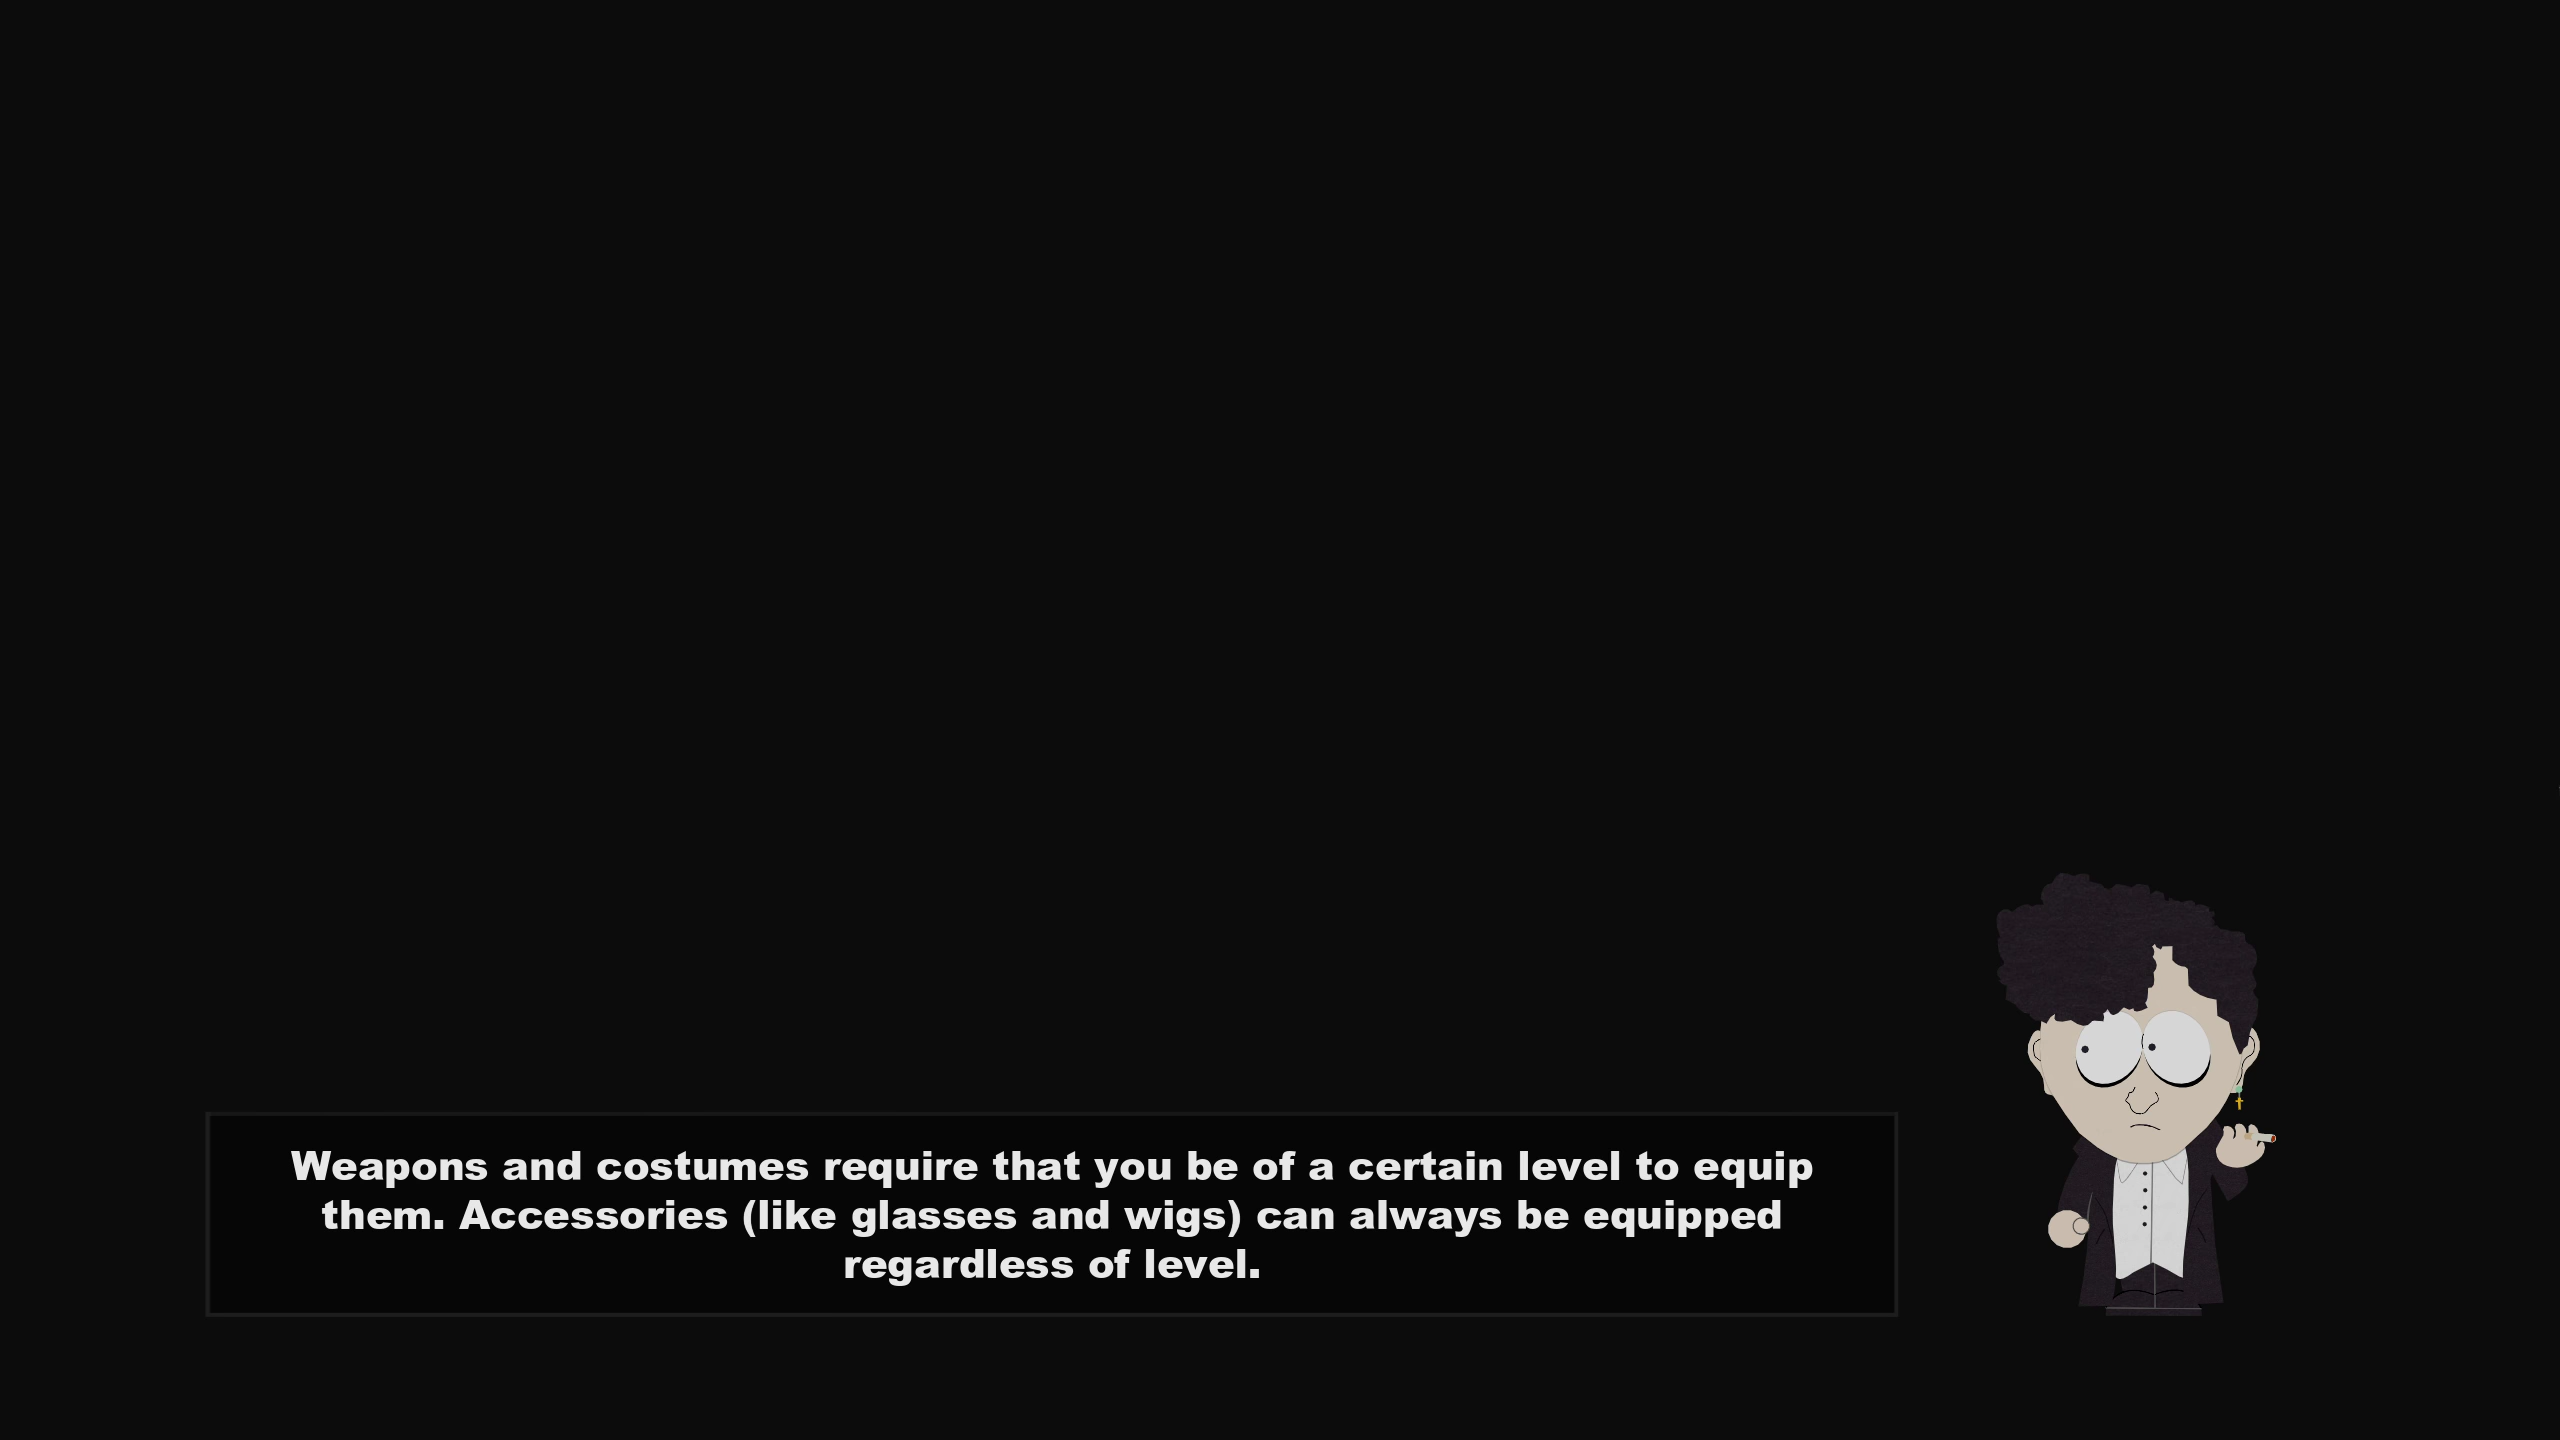 Weapons and costumes require that you be of a certain level to equip
them. Accessories (like glasses and wigs) can always be equipped
regardless of level.